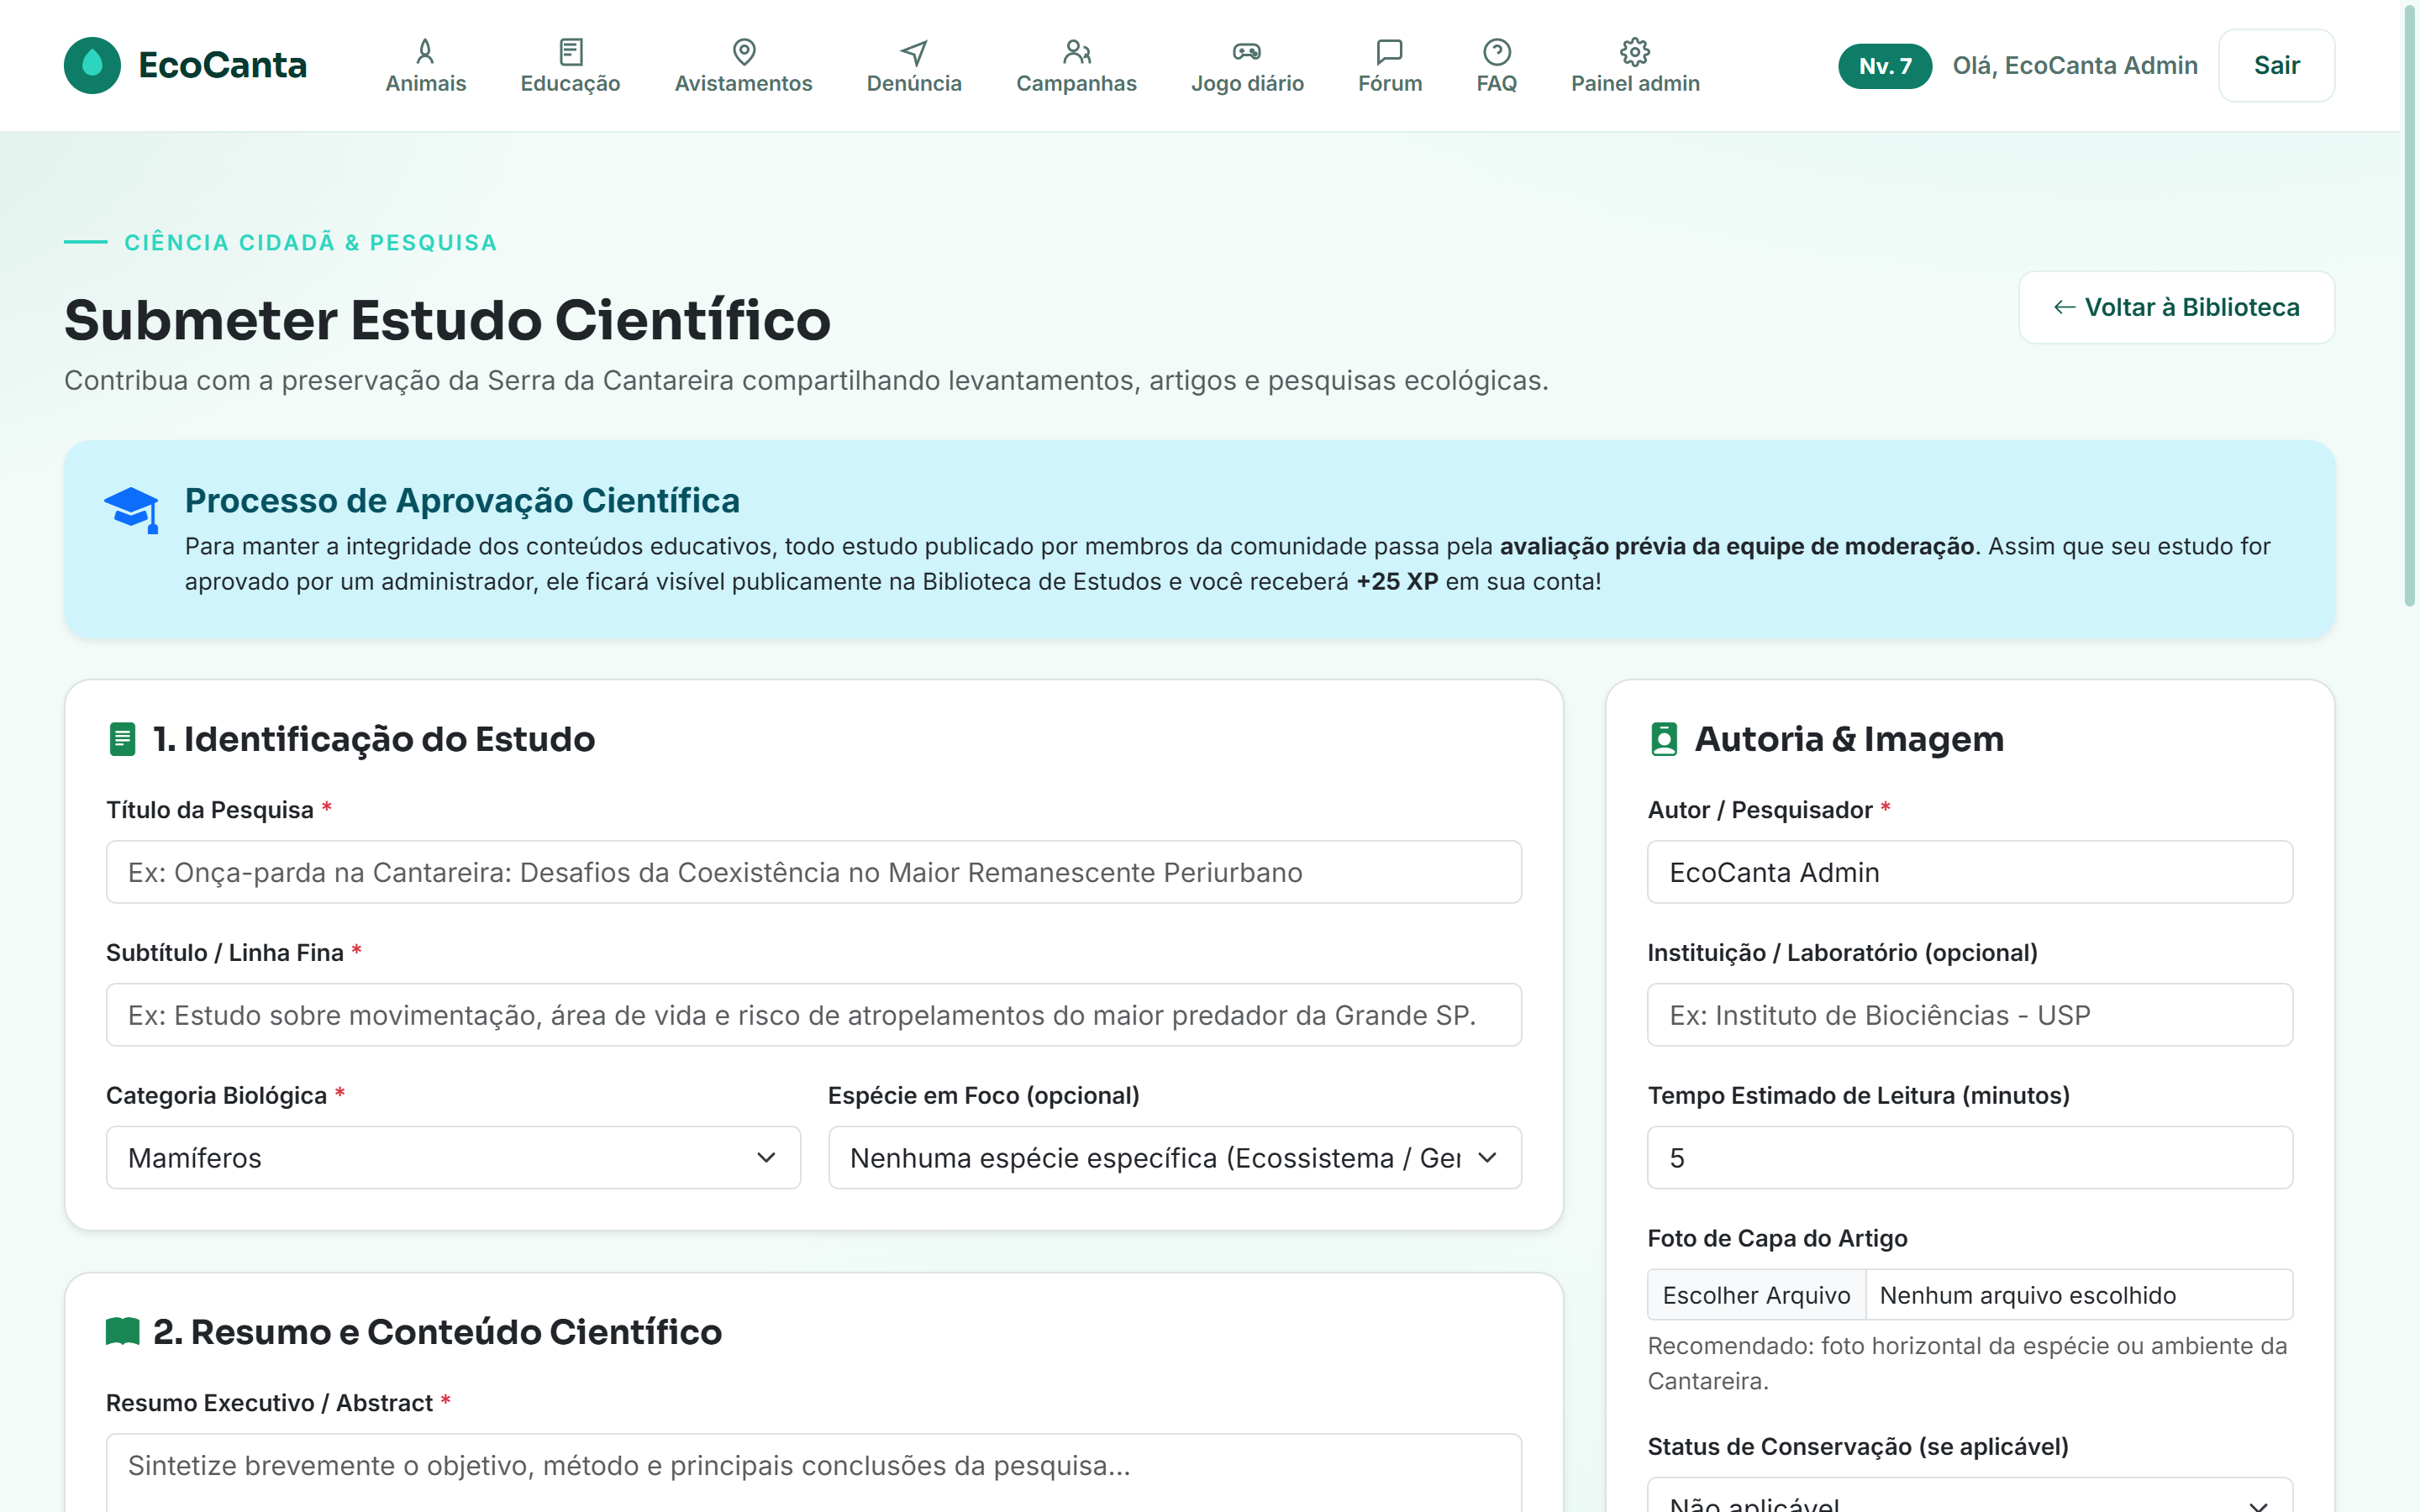 EcoCanta
Animais
Educação
Avistamentos
Denúncia
Campanhas
Jogo diário
Fórum
FAQ
Painel admin
Nv. 7
Olá, EcoCanta Admin
Sair
CIÊNCIA CIDADÃ & PESQUISA
Submeter Estudo Científico
Contribua com a preservação da Serra da Cantareira compartilhando levantamentos, artigos e pesquisas ecológicas.
← Voltar à Biblioteca
Processo de Aprovação Científica
Para manter a integridade dos conteúdos educativos, todo estudo publicado por membros da comunidade passa pela avaliação prévia da equipe de moderação. Assim que seu estudo for
aprovado por um administrador, ele ficará visível publicamente na Biblioteca de Estudos e você receberá +25 XP em sua conta!
1. Identificação do Estudo
Título da Pesquisa *
Ex: Onça-parda na Cantareira: Desafios da Coexistência no Maior Remanescente Periurbano
Subtítulo / Linha Fina *
Ex: Estudo sobre movimentação, área de vida e risco de atropelamentos do maior predador da Grande SP.
Categoria Biológica *
Mamíferos
Espécie em Foco (opcional)
Nenhuma espécie específica (Ecossistema / Ger
2. Resumo e Conteúdo Científico
Resumo Executivo / Abstract *
Sintetize brevemente o objetivo, método e principais conclusões da pesquisa...
Autoria & Imagem
Autor / Pesquisador *
EcoCanta Admin
Instituição / Laboratório (opcional)
Ex: Instituto de Biociências - USP
Tempo Estimado de Leitura (minutos)
5
Foto de Capa do Artigo
Escolher Arquivo
Nenhum arquivo escolhido
Recomendado: foto horizontal da espécie ou ambiente da
Cantareira.
Status de Conservação (se aplicável)
Não aplicável